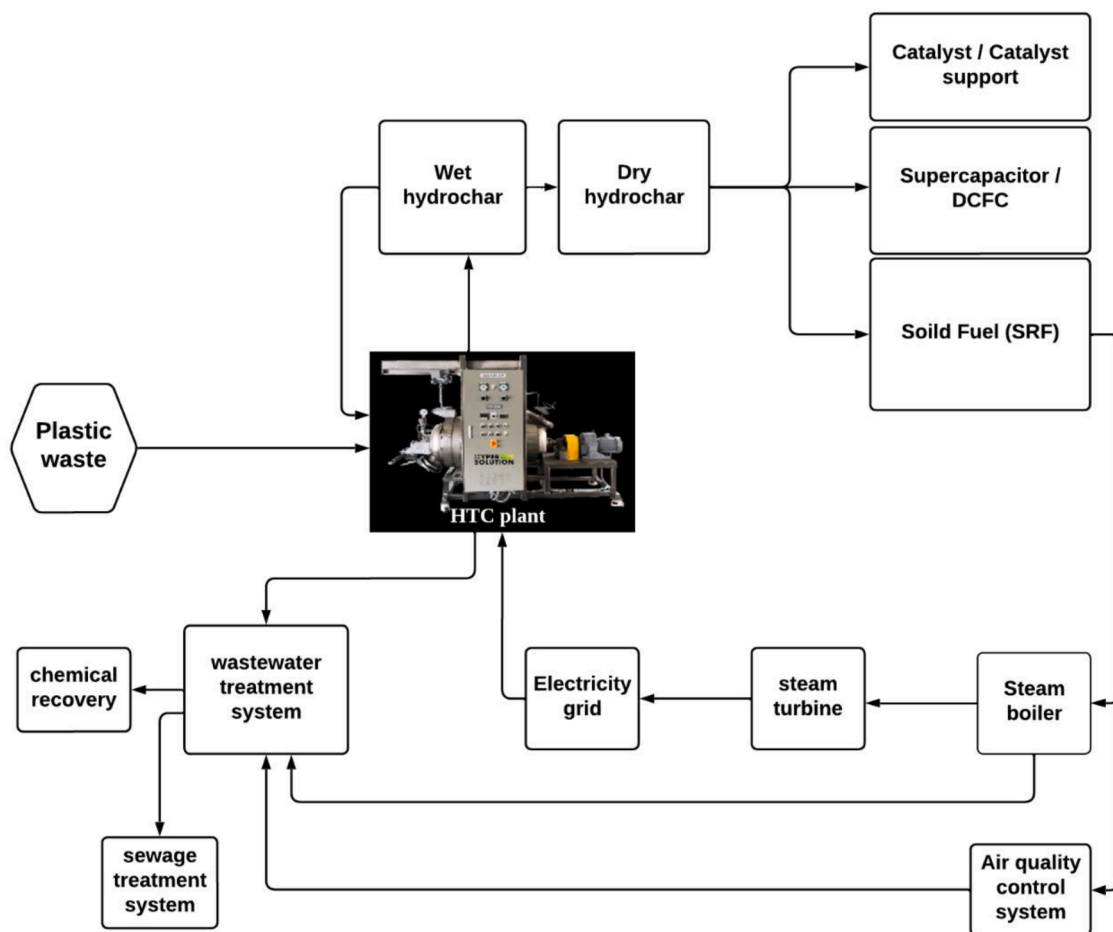 Catalyst / Catalyst
support
Wet
hydrochar
Dry
hydrochar
Supercapacitor /
DCFC
Soild Fuel (SRF)
Plastic
waste
SOLUTION
HTC plant
wastewater
treatment
system
chemical
recovery
Electricity
grid
steam
turbine
Steam
boiler
sewage
treatment
system
Air quality
control
system